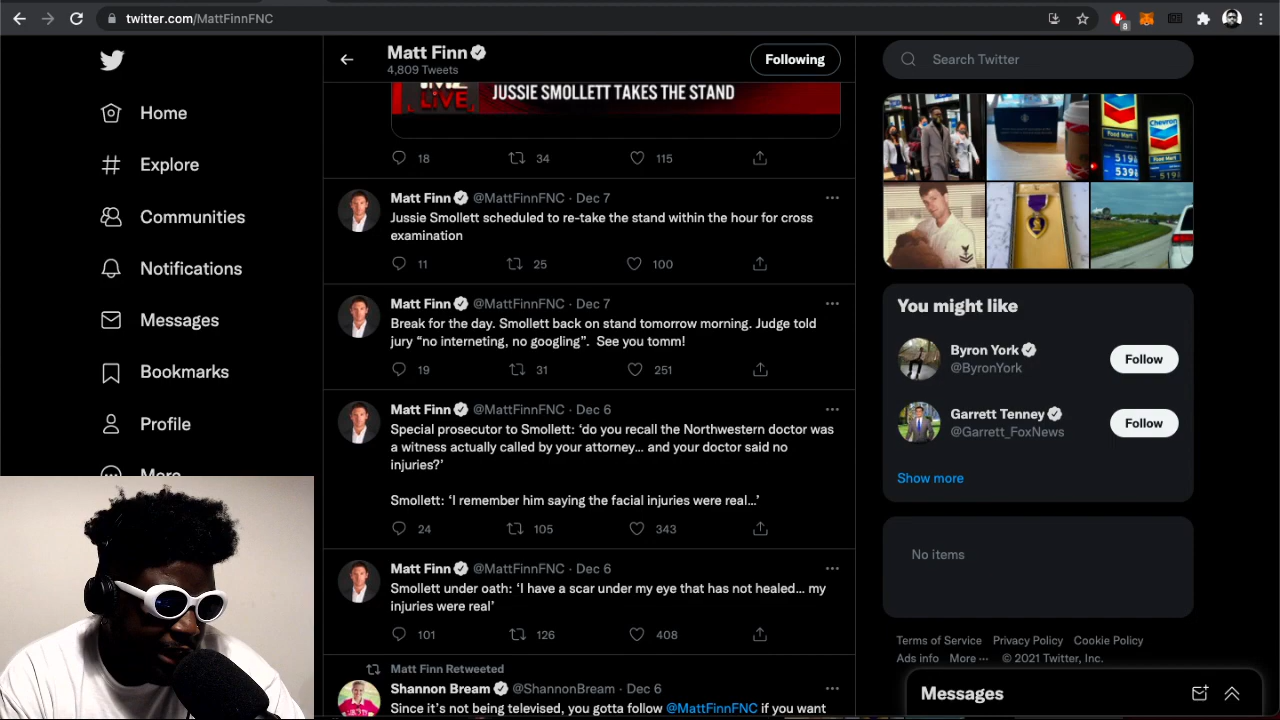 twitter.com/MattFinnFNC
8
Home
Explore
Communities
Notifications
Messages
Bookmarks
Profile
More
Matt Finn
4,809 Tweets
Following
LIVE
JUSSIE SMOLLETT TAKES THE STAND
18 34 115
Matt Finn @MattFinnFNC · Dec 7
Jussie Smollett scheduled to re-take the stand within the hour for cross
examination
11 25 100
Matt Finn @MattFinnFNC · Dec 7
Break for the day. Smollett back on stand tomorrow morning. Judge told
jury “no interneting, no googling”. See you tomm!
19 31 251
Matt Finn @MattFinnFNC · Dec 6
Special prosecutor to Smollett: ‘do you recall the Northwestern doctor was
a witness actually called by your attorney... and your doctor said no
injuries?’
Smollett: ‘I remember him saying the facial injuries were real...’
24 105 343
Matt Finn @MattFinnFNC · Dec 6
Smollett under oath: ‘I have a scar under my eye that has not healed... my
injuries were real’
101 126 408
Matt Finn Retweeted
Shannon Bream @ShannonBream · Dec 6
Since it’s not being televised, you gotta follow @MattFinnFNC if you want
Search Twitter
Chevron
Food Mart
Food Mart
519
539
You might like
Byron York
@ByronYork
Follow
Garrett Tenney
@Garrett_FoxNews
Follow
Show more
No items
Terms of Service Privacy Policy Cookie Policy
Ads info More ··· © 2021 Twitter, Inc.
Messages